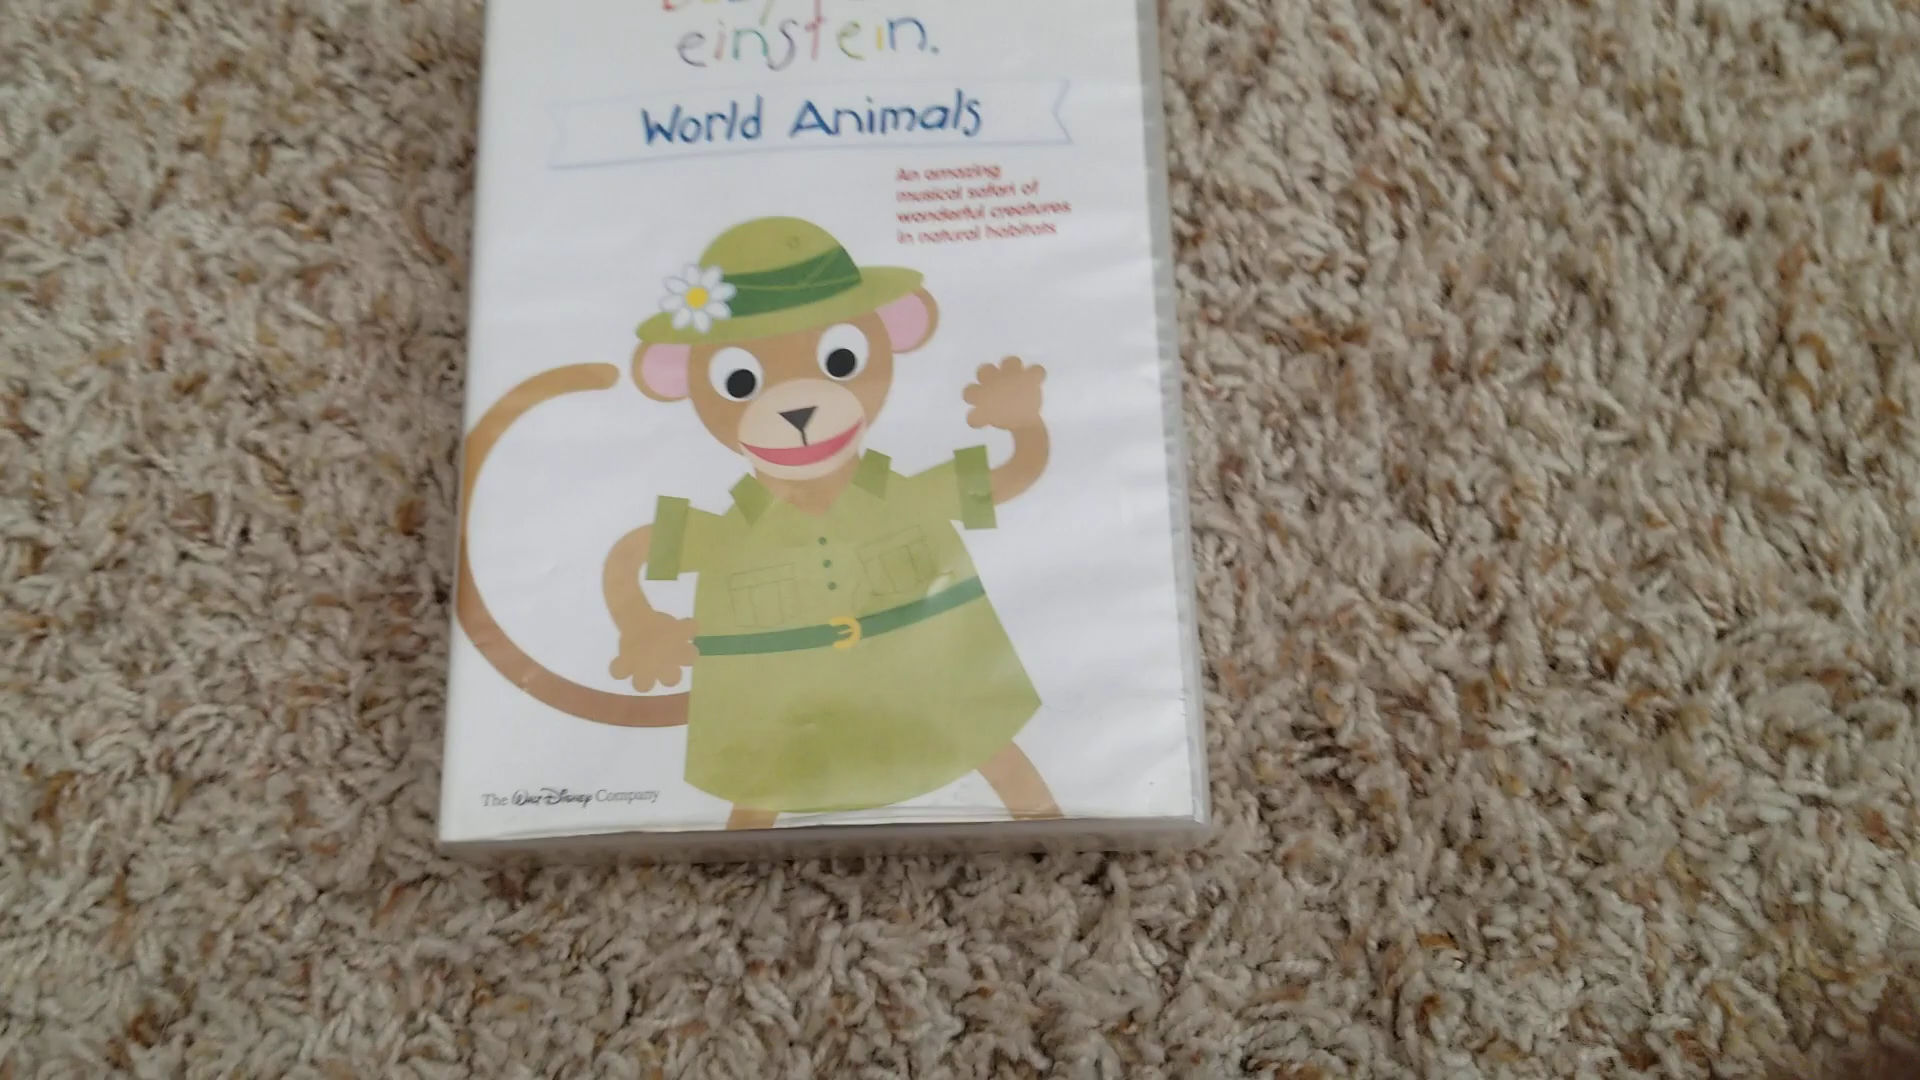 einstein.
World Animals
An amazing
musical safari of
wonderful creatures
in natural habitats
The Walt Disney Company